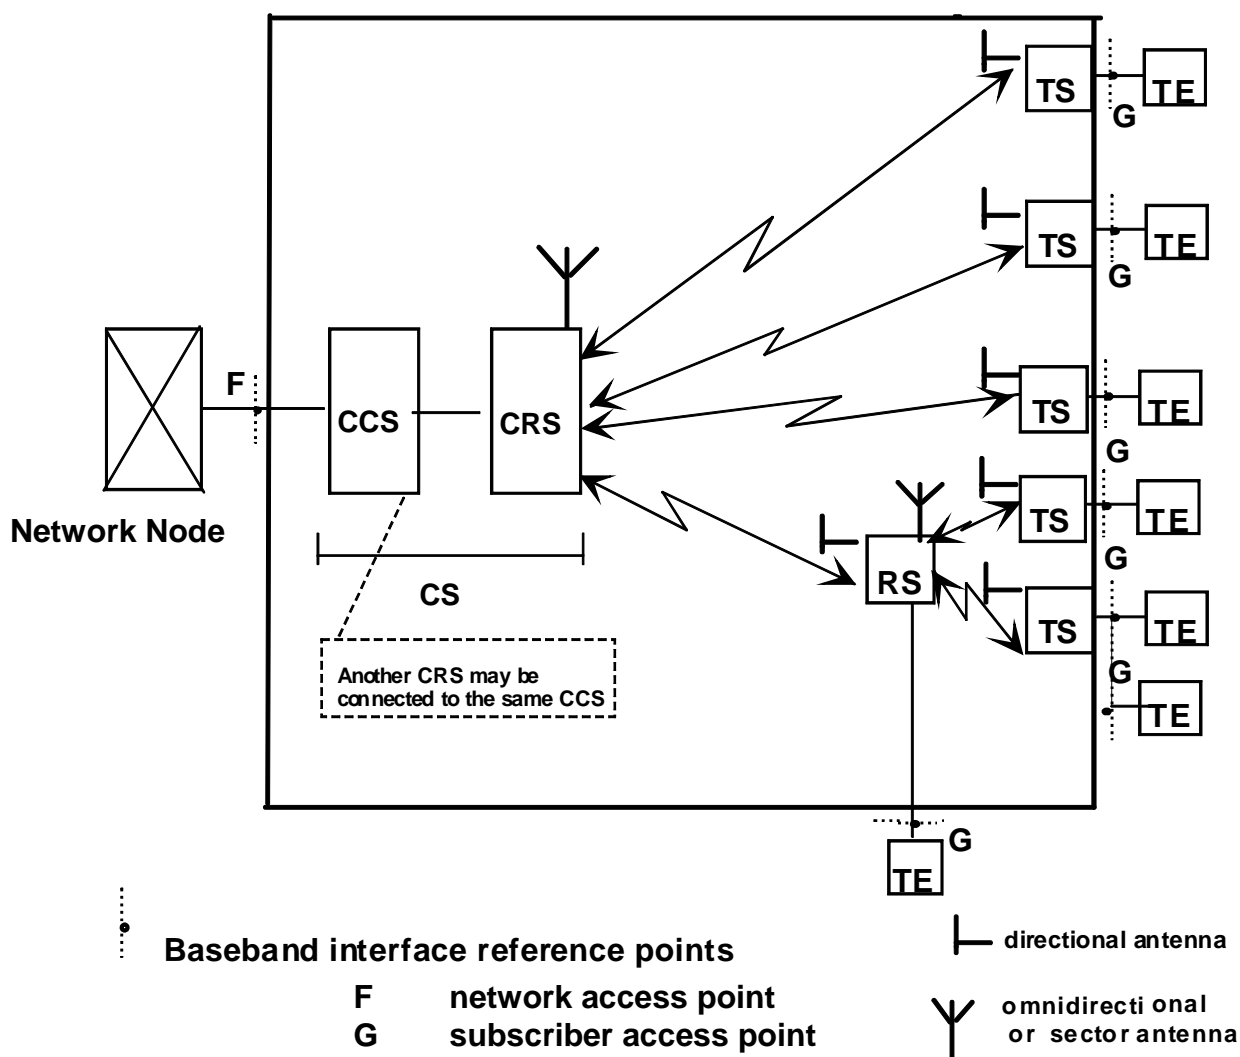 TS
TE
G
TS
TE
G
F
CCS
CRS
TS
TE
G
Network Node
TS
TE
G
CS
RS
TS
TE
G
Another CRS may be
connected to the same CCS
TE
G
TE
Baseband interface reference points
F network access point
G subscriber access point
directional antenna
omnidirecti onal
or sector antenna